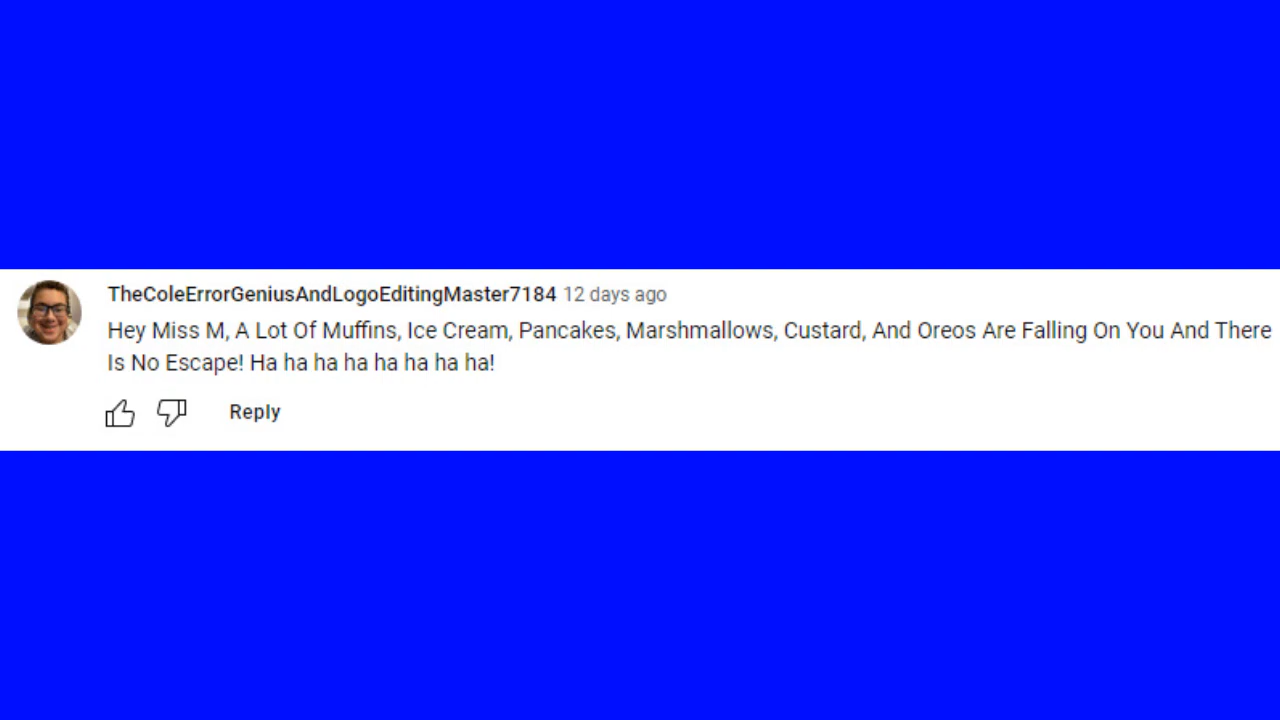 TheColeErrorGeniusAndLogoEditingMaster7184 12 days ago
Hey Miss M, A Lot Of Muffins, Ice Cream, Pancakes, Marshmallows, Custard, And Oreos Are Falling On You And There
Is No Escape! Ha ha ha ha ha ha ha ha!
Reply